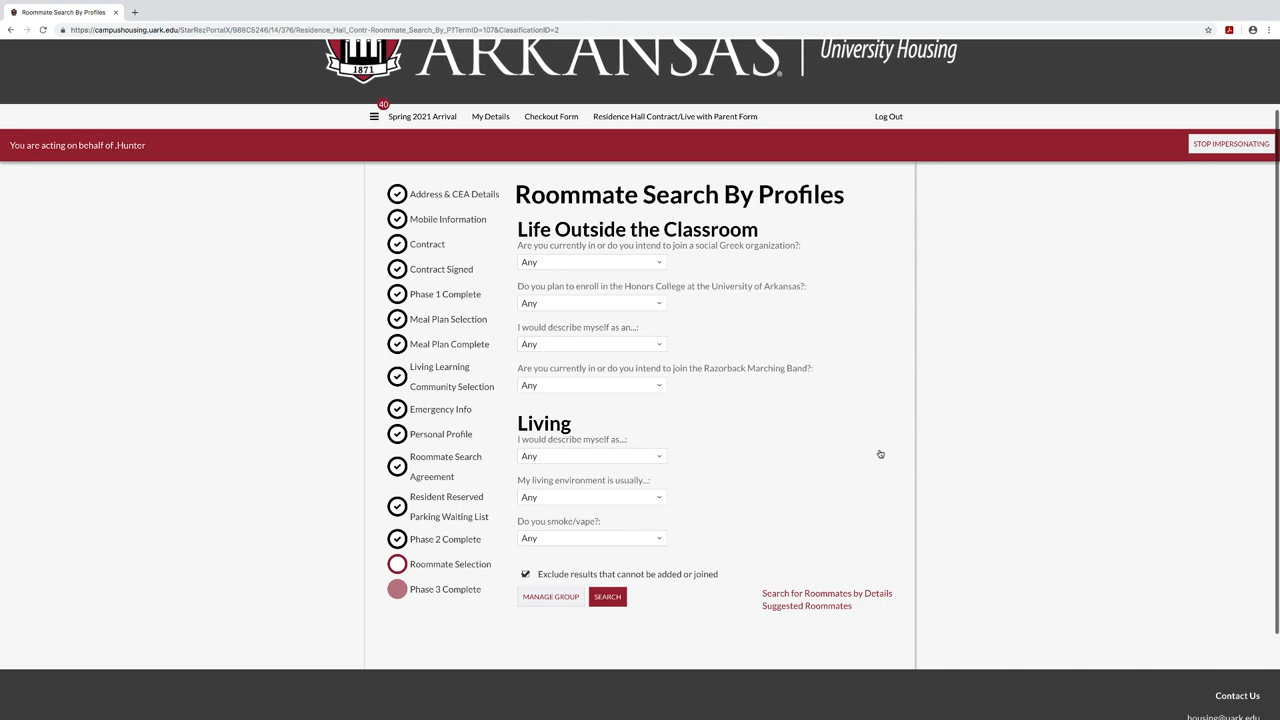 Roommate Search By Profiles
https://campushousing.uark.edu/StarRezPortalX/988C5246/14/376/Residence_Hall_Contr-Roommate_Search_By_P?TermID=107&ClassificationID=2
1871
ARKANSAS
University Housing
40
Spring 2021 Arrival
My Details
Checkout Form
Residence Hall Contract/Live with Parent Form
Log Out
You are acting on behalf of .Hunter
STOP IMPERSONATING
Address & CEA Details
Mobile Information
Contract
Contract Signed
Phase 1 Complete
Meal Plan Selection
Meal Plan Complete
Living Learning
Community Selection
Emergency Info
Personal Profile
Roommate Search
Agreement
Resident Reserved
Parking Waiting List
Phase 2 Complete
Roommate Selection
Phase 3 Complete
Roommate Search By Profiles
Life Outside the Classroom
Are you currently in or do you intend to join a social Greek organization?:
Any
Do you plan to enroll in the Honors College at the University of Arkansas?:
Any
I would describe myself as an...:
Any
Are you currently in or do you intend to join the Razorback Marching Band?:
Any
Living
I would describe myself as...:
Any
My living environment is usually...:
Any
Do you smoke/vape?:
Any
Exclude results that cannot be added or joined
MANAGE GROUP
SEARCH
Search for Roommates by Details
Suggested Roommates
Contact Us
housing@uark.edu